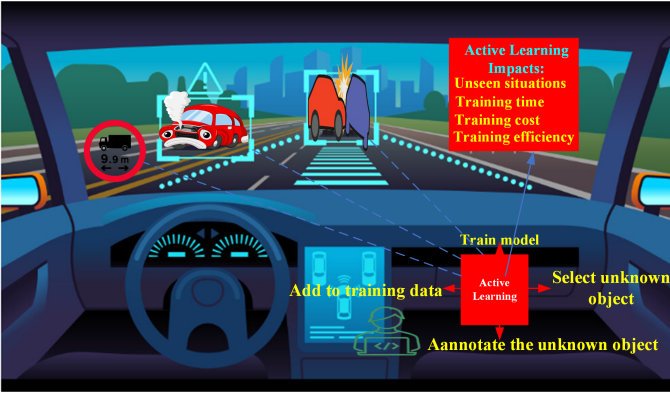 Active Learning
Impacts:
Unseen situations
Training time
Training cost
Training efficiency
9.9 m
Train model
Active
Learning
Add to training data
Select unknown
object
Aannotate the unknown object
</>